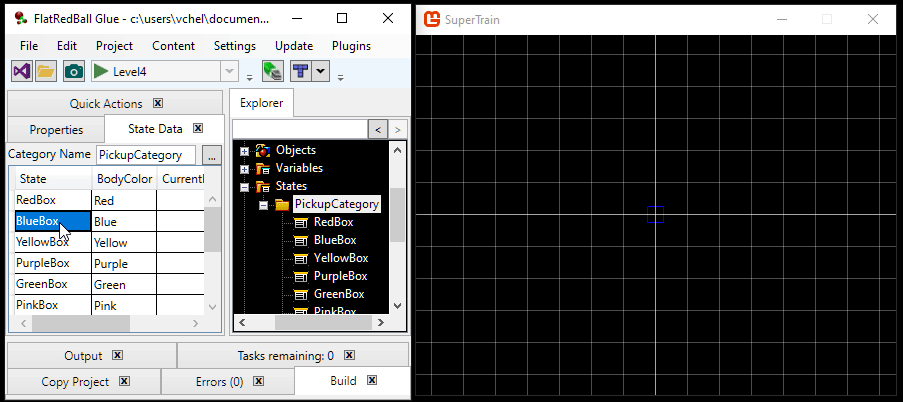 FlatRedBall Glue - c:\users\vchel\documen...
File Edit Project Content Settings Update Plugins
Level4
Quick Actions
Properties State Data
Category Name PickupCategory ...
State BodyColor CurrentI
RedBox Red
BlueBox Blue
YellowBox Yellow
PurpleBox Purple
GreenBox Green
PinkBox Pink
Explorer
< >
Objects
Variables
States
PickupCategory
RedBox
BlueBox
YellowBox
PurpleBox
GreenBox
PinkBox
Output Tasks remaining: 0
Copy Project Errors (0) Build
SuperTrain